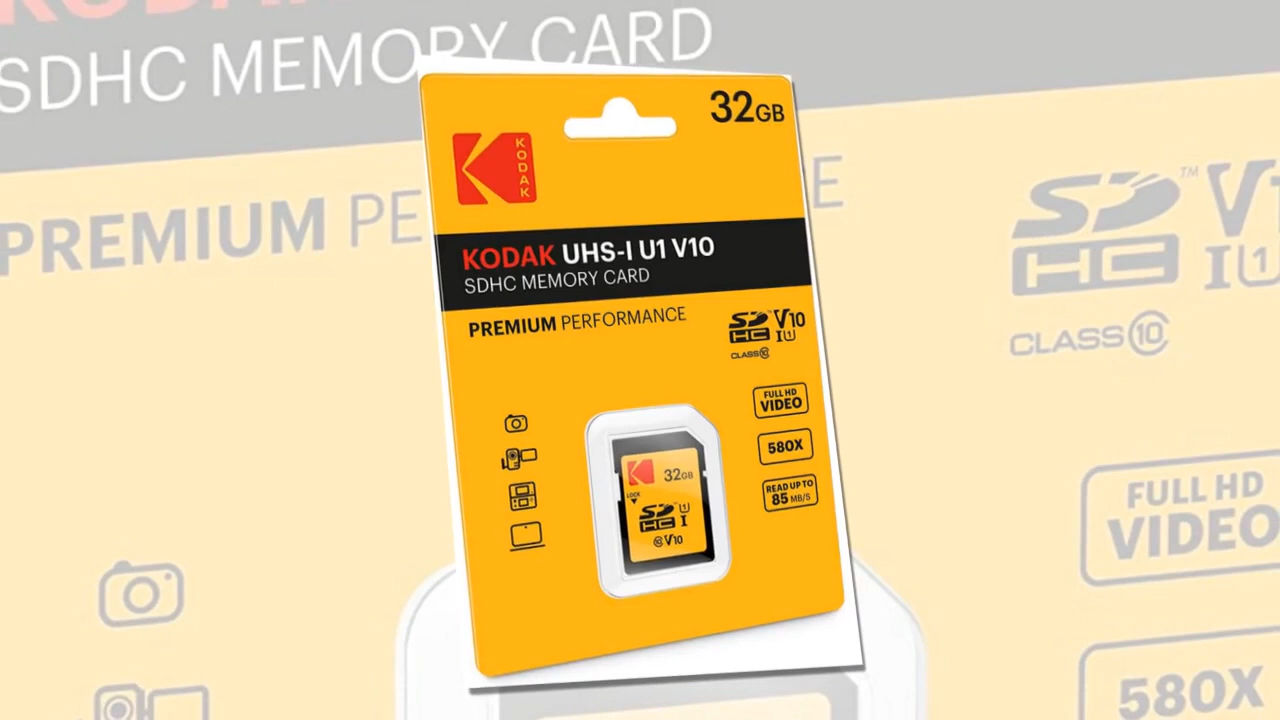 KODAK
SDHC MEMORY CARD
PREMIUM PE
E
SD HC V1
I U1
CLASS 10
FULL HD
VIDEO
580X
32GB
KODAK
KODAK UHS-I U1 V10
SDHC MEMORY CARD
PREMIUM PERFORMANCE
SD HC V10
I U1
CLASS 10
FULL HD
VIDEO
580X
READ UP TO
85 MB/S
32GB
LOCK
SD HC U1
I
10 V10